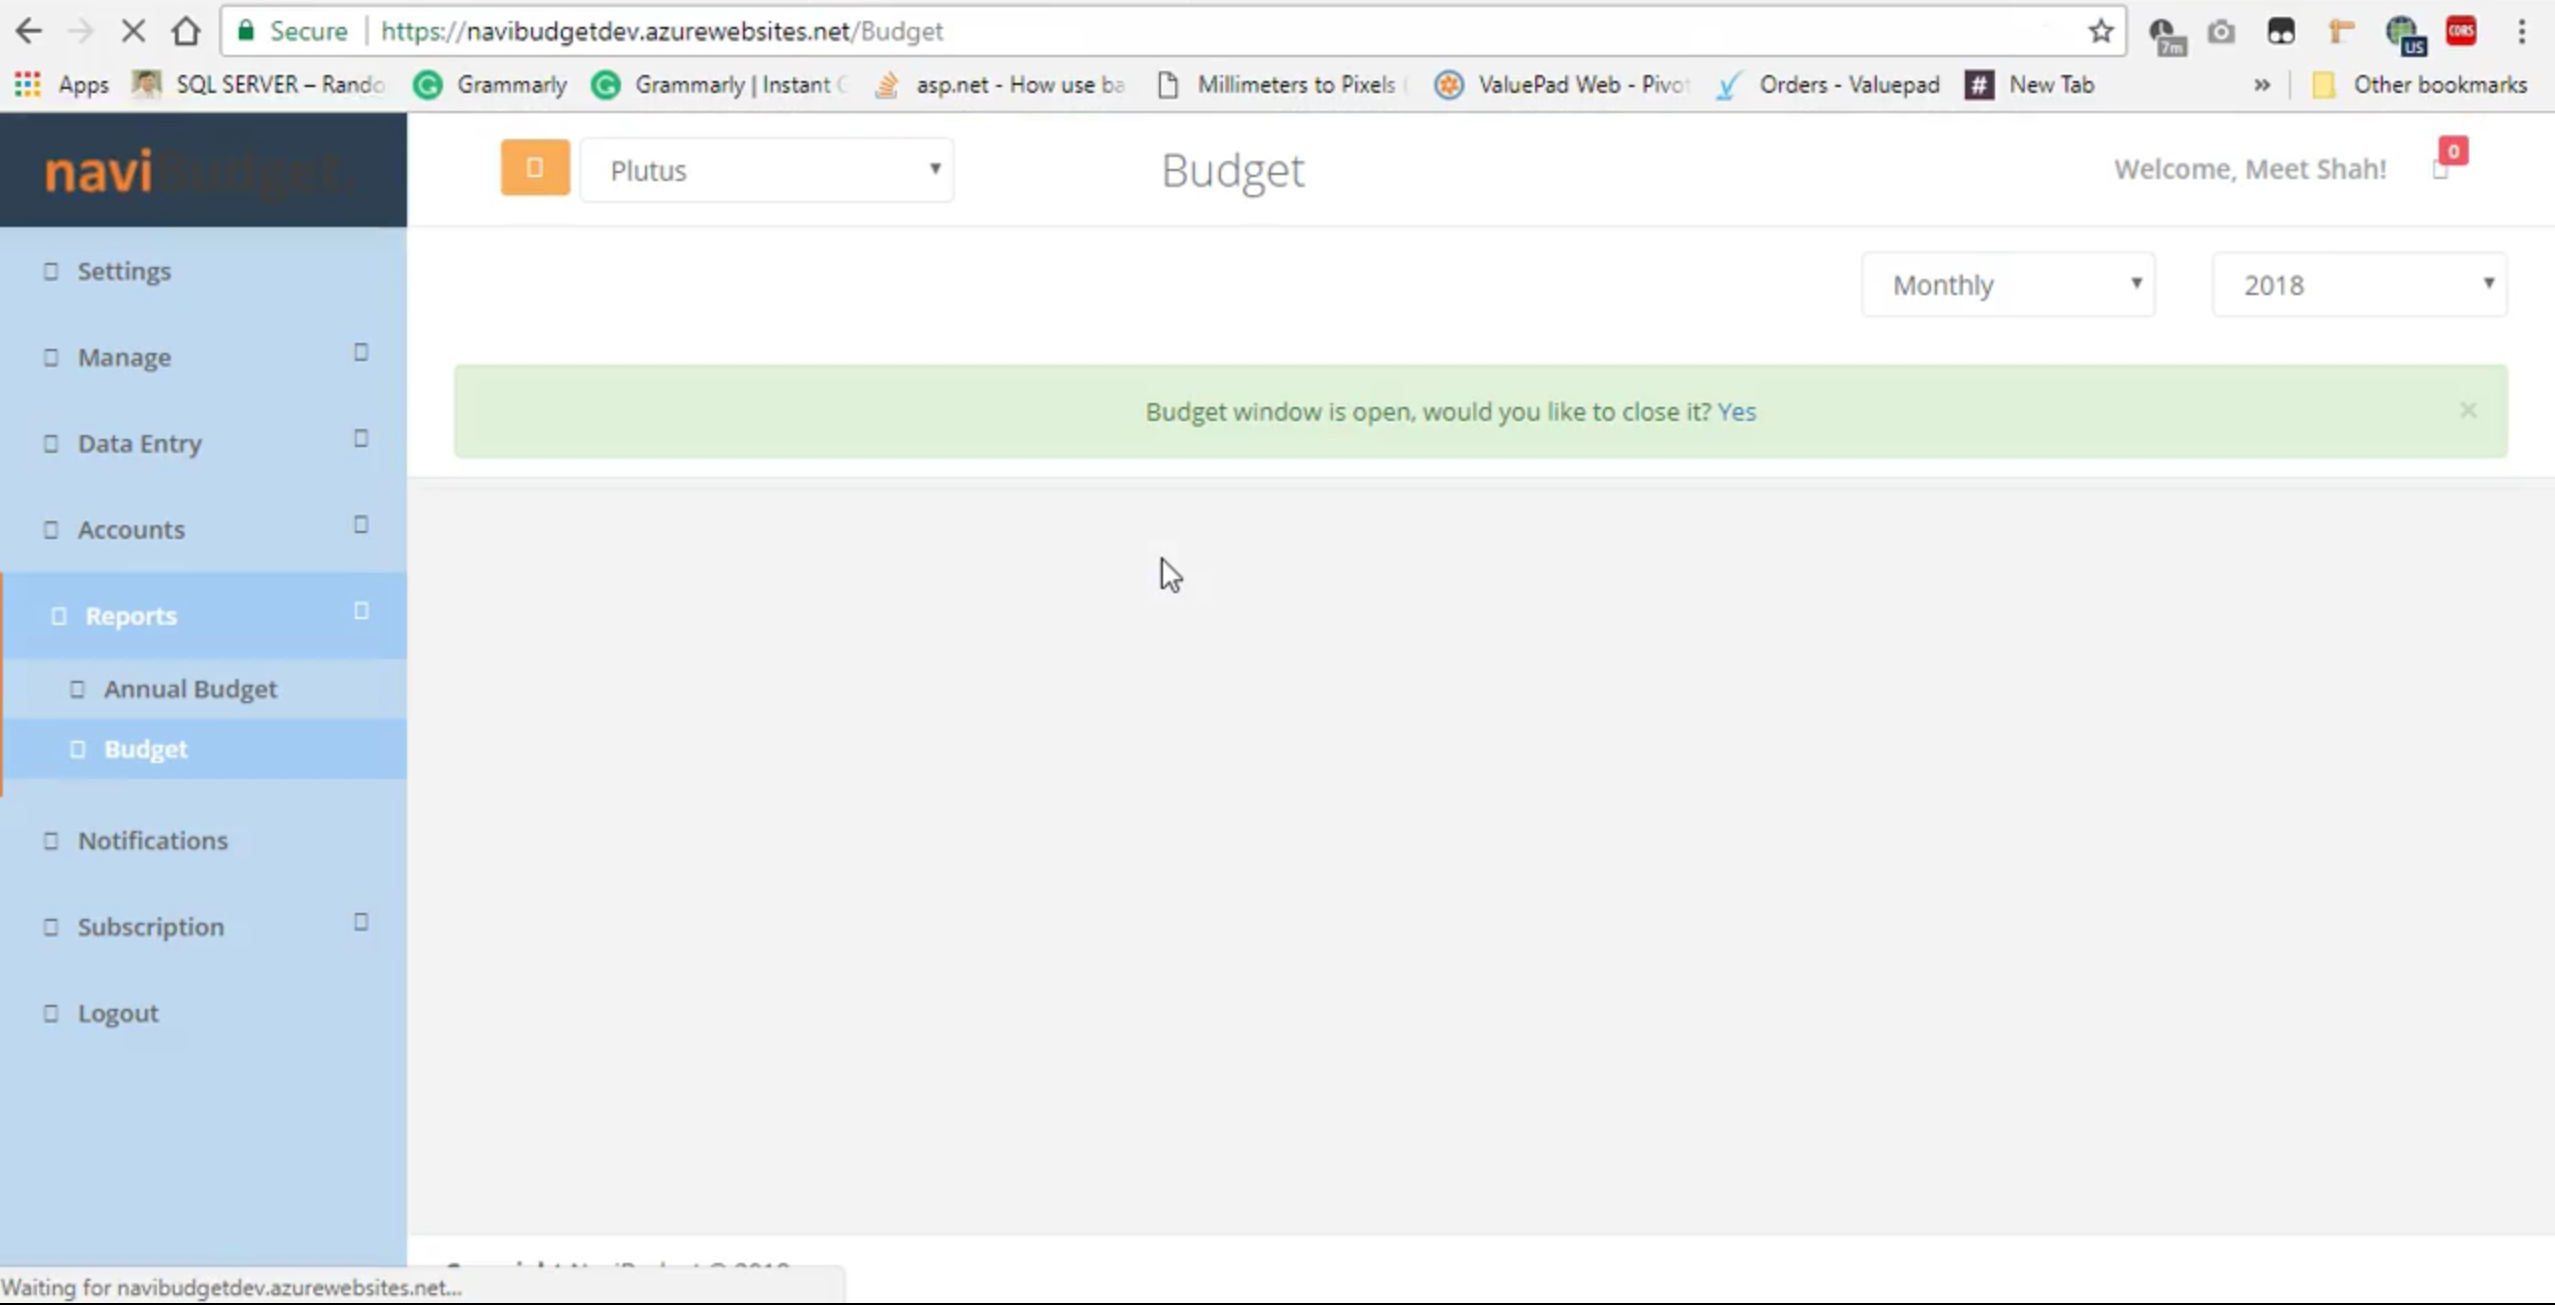 Secure https://navibudgetdev.azurewebsites.net/Budget
7m US CORS
Apps SQL SERVER – Rando Grammarly Grammarly | Instant asp.net - How use ba Millimeters to Pixels ValuePad Web - Pivot Orders - Valuepad # New Tab » Other bookmarks
naviBudget.
Plutus
Budget
Welcome, Meet Shah!
0
Monthly
2018
Budget window is open, would you like to close it? Yes ×
Settings
Manage
Data Entry
Accounts
Reports
Annual Budget
Budget
Notifications
Subscription
Logout
Waiting for navibudgetdev.azurewebsites.net...